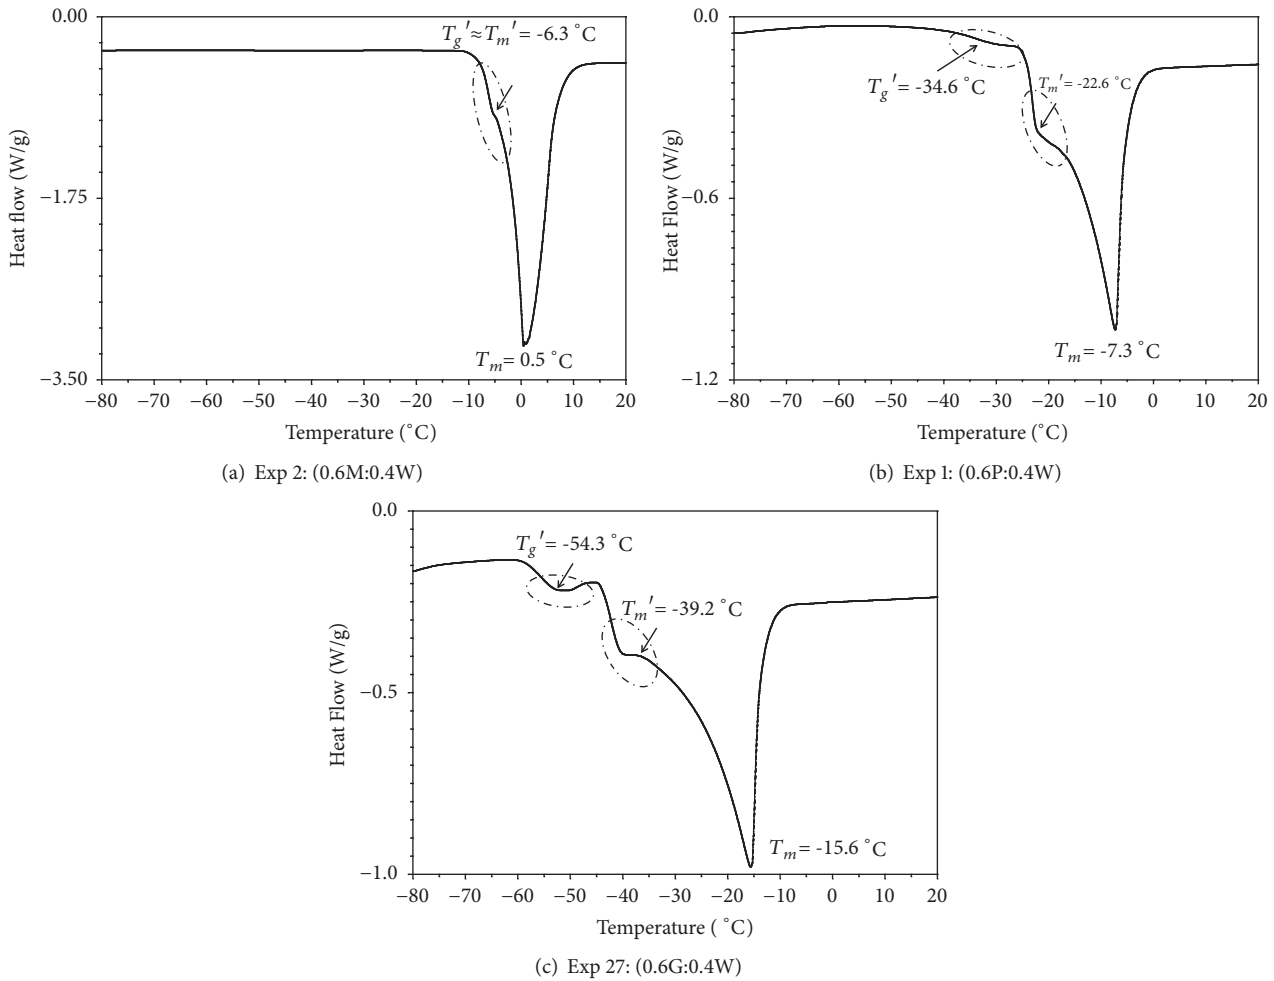 0.00
−1.75
−3.50
Heat flow (W/g)
Tg′≈Tm′= -6.3 °C
Tm= 0.5 °C
−80 −70 −60 −50 −40 −30 −20 −10 0 10 20
Temperature (°C)
(a) Exp 2: (0.6M:0.4W)
0.0
−0.6
−1.2
Heat Flow (W/g)
Tg′= -34.6 °C
Tm′= -22.6 °C
Tm= -7.3 °C
−80 −70 −60 −50 −40 −30 −20 −10 0 10 20
Temperature (°C)
(b) Exp 1: (0.6P:0.4W)
0.0
−0.5
−1.0
Heat Flow (W/g)
Tg′= -54.3 °C
Tm′= -39.2 °C
Tm= -15.6 °C
−80 −70 −60 −50 −40 −30 −20 −10 0 10 20
Temperature ( °C)
(c) Exp 27: (0.6G:0.4W)